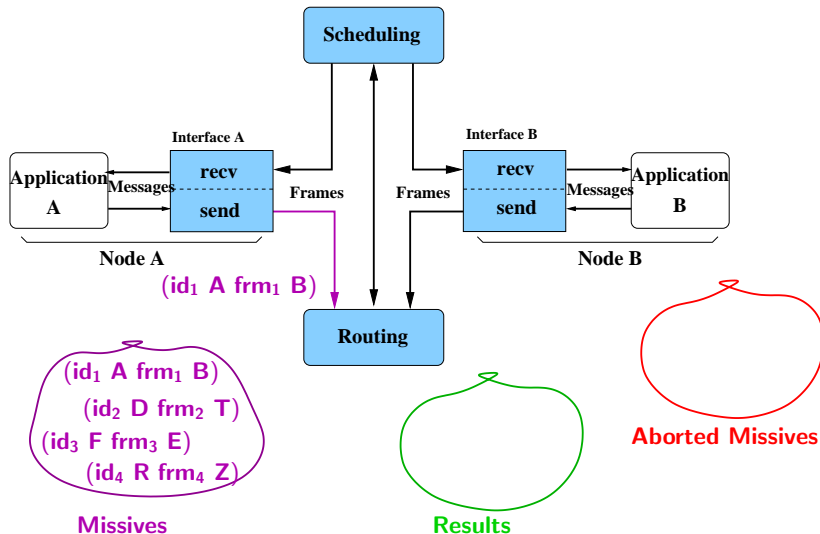 Scheduling
Interface A
Interface B
Application
A
Messages
recv
send
Frames
Frames
recv
send
Messages
Application
B
Node A
Node B
(id₁ A frm₁ B)
Routing
(id₁ A frm₁ B)
(id₂ D frm₂ T)
(id₃ F frm₃ E)
(id₄ R frm₄ Z)
Missives
Results
Aborted Missives